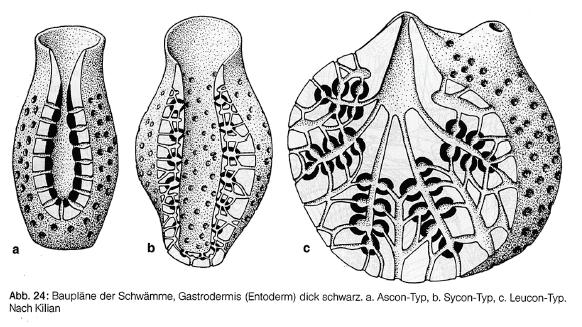 a
b
c
Abb. 24: Baupläne der Schwämme, Gastrodermis (Entoderm) dick schwarz. a. Ascon-Typ, b. Sycon-Typ, c. Leucon-Typ.
Nach Kilian